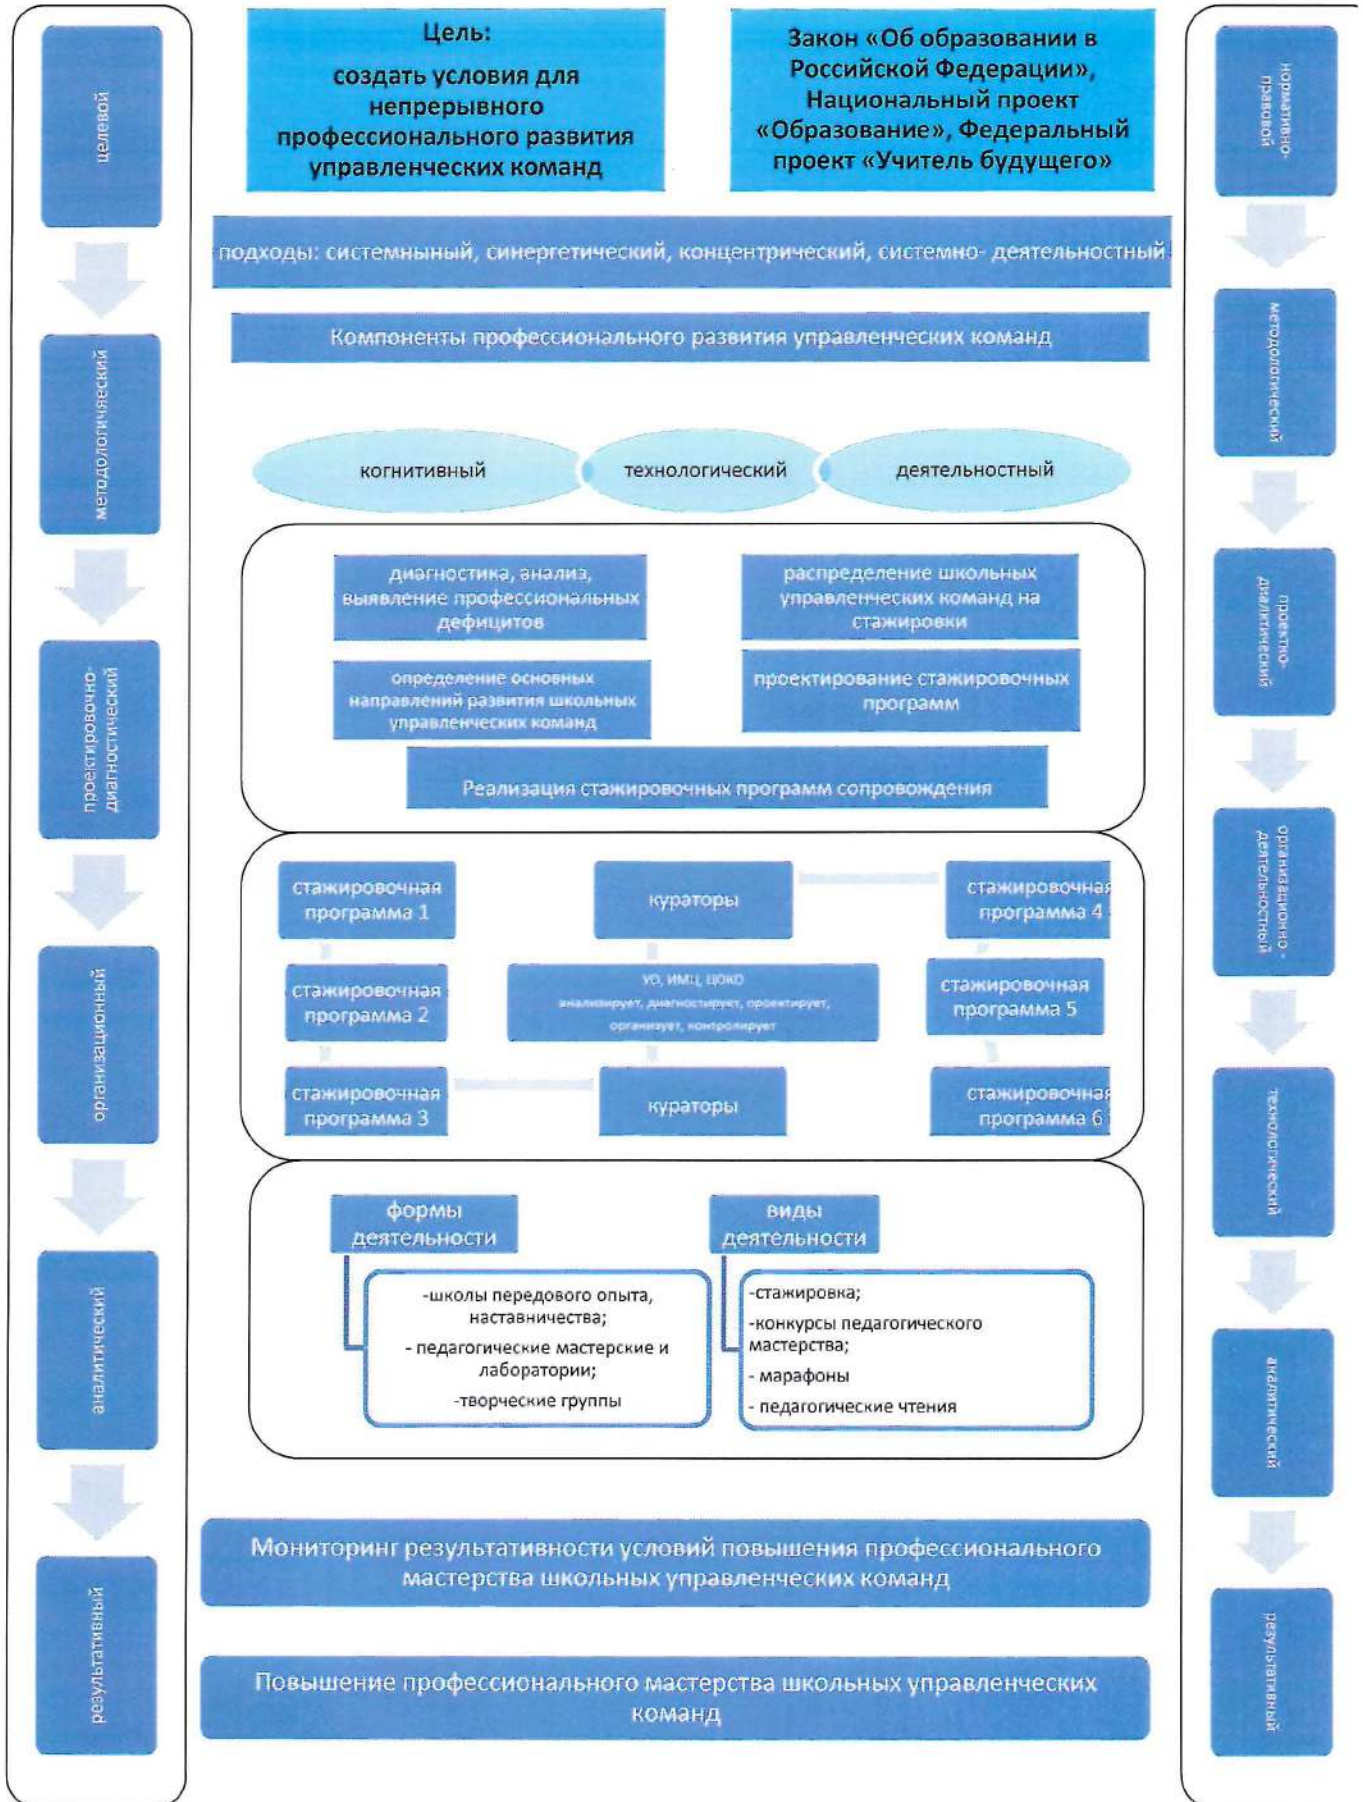 целевой
методологичяеский
проектировочно-
диагностический
организационный
аналитический
результативный
Цель:
создать условия для
непрерывного
профессионального развития
управленческих команд
Закон «Об образовании в
Российской Федерации»,
Национальный проект
«Образование», Федеральный
проект «Учитель будущего»
подходы: системныный, синергетический, концентрический, системно- деятельностный
Компоненты профессионального развития управленческих команд
когнитивный
технологический
деятельностный
диагностика, анализ,
выявление профессиональных
дефицитов
распределение школьных
управленческих команд на
стажировки
определение основных
направлений развития школьных
управленческих команд
проектирование стажировочных
программ
Реализация стажировочных программ сопровождения
стажировочная
программа 1
кураторы
стажировочная
программа 4
стажировочная
программа 2
УО, ИМЦ, ЦОКО
анализирует, диагностирует, проектирует,
организует, контролирует
стажировочная
программа 5
стажировочная
программа 3
кураторы
стажировочная
программа 6
формы
деятельности
-школы передового опыта,
наставничества;
- педагогические мастерские и
лаборатории;
-творческие группы
виды
деятельности
-стажировка;
-конкурсы педагогического
мастерства;
- марафоны
- педагогические чтения
Мониторинг результативности условий повышения профессионального
мастерства школьных управленческих команд
Повышение профессионального мастерства школьных управленческих
команд
нормативно-
правовой
методологический
проектно-
диалктический
организационно -
деятельностный
технологический
аналитический
результативный